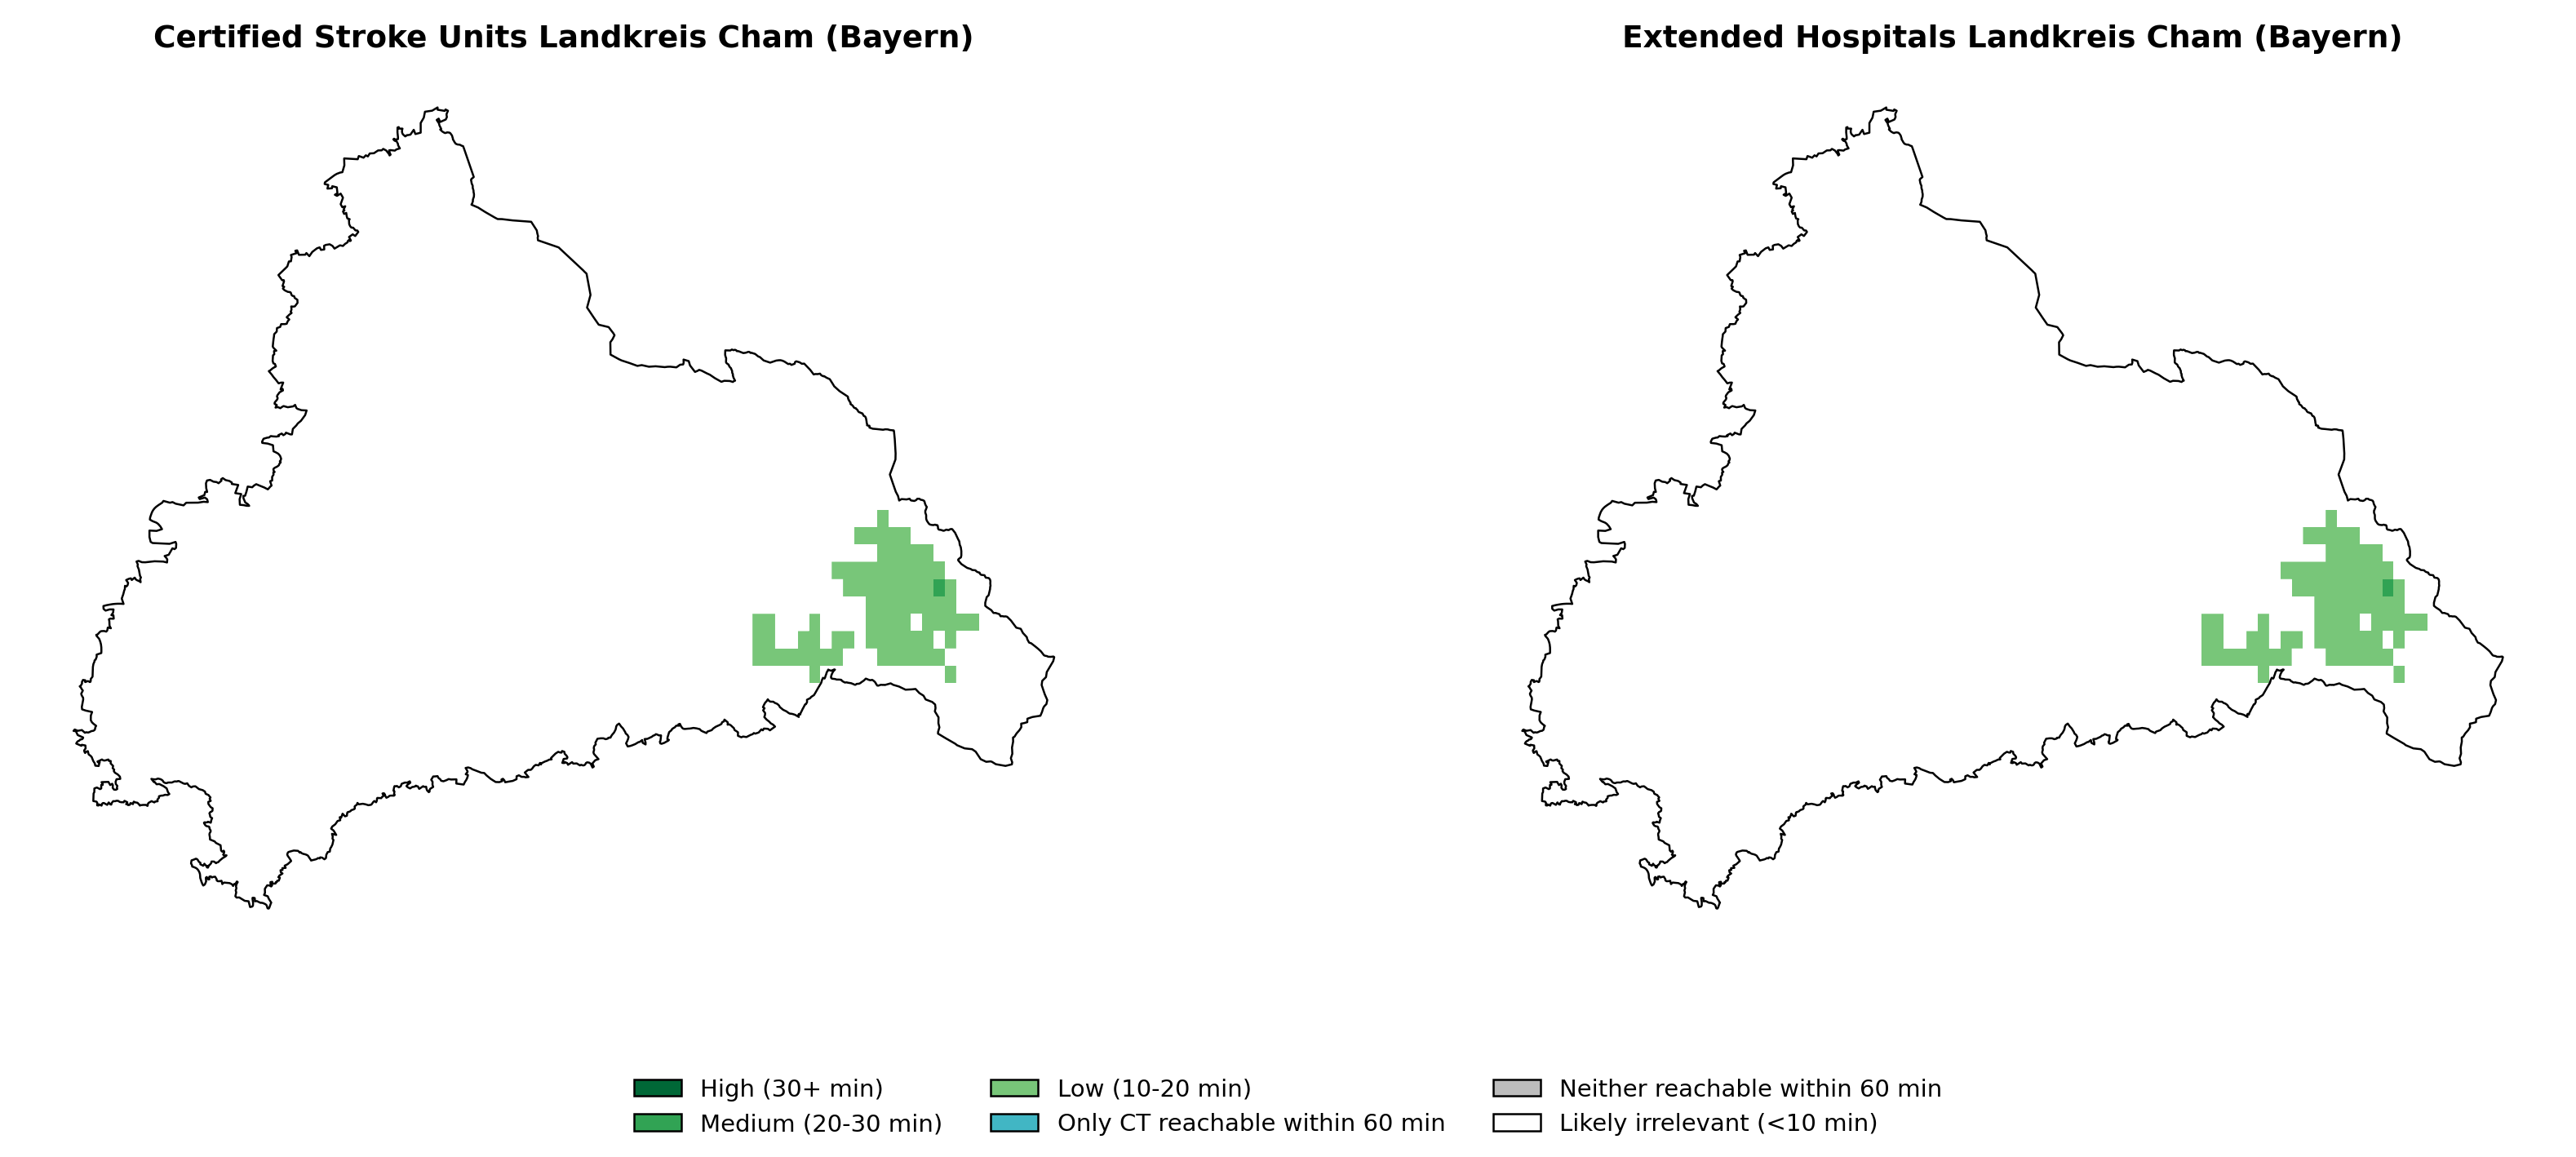 Certified Stroke Units Landkreis Cham (Bayern)
Extended Hospitals Landkreis Cham (Bayern)
High (30+ min)
Medium (20-30 min)
Low (10-20 min)
Only CT reachable within 60 min
Neither reachable within 60 min
Likely irrelevant (<10 min)